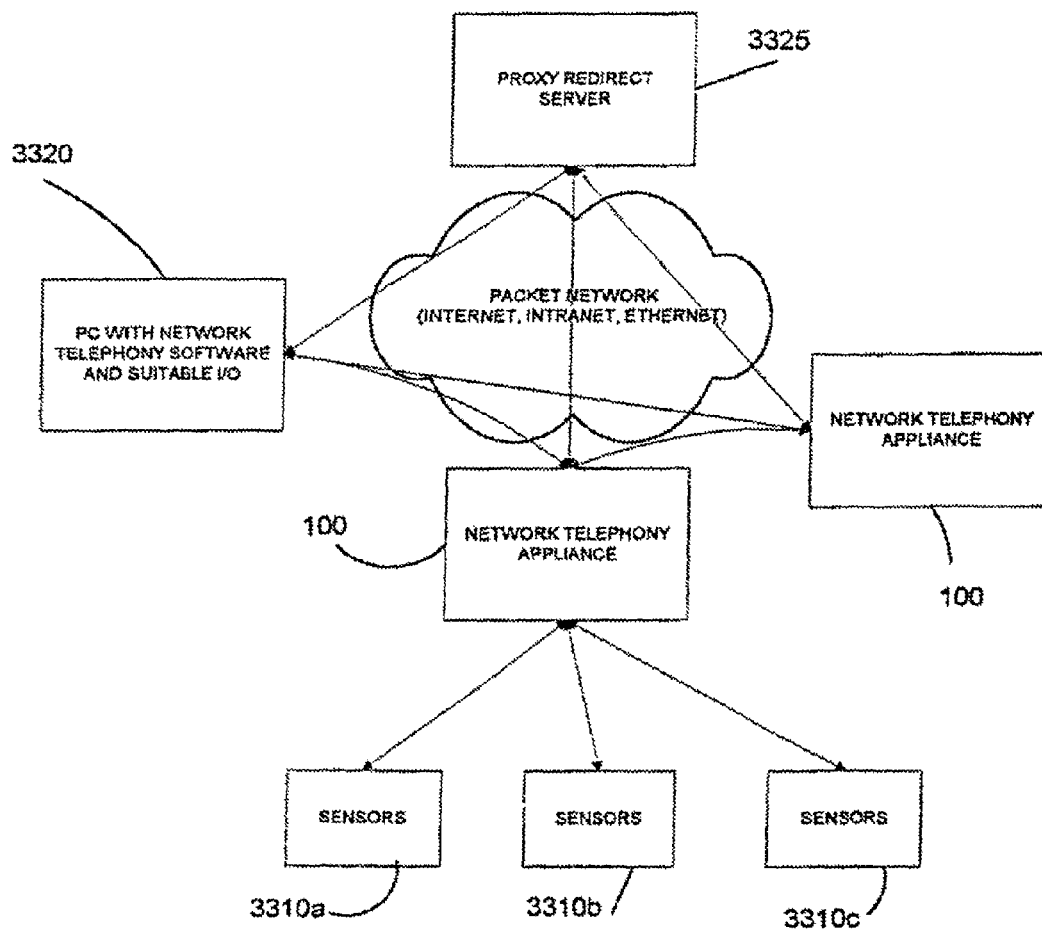 3325
PROXY REDIRECT
SERVER
3320
PC WITH NETWORK
TELEPHONY SOFTWARE
AND SUITABLE I/O
PACKET NETWORK
(INTERNET, INTRANET, ETHERNET)
NETWORK TELEPHONY
APPLIANCE
100
100
NETWORK TELEPHONY
APPLIANCE
SENSORS
SENSORS
SENSORS
3310a
3310b
3310c